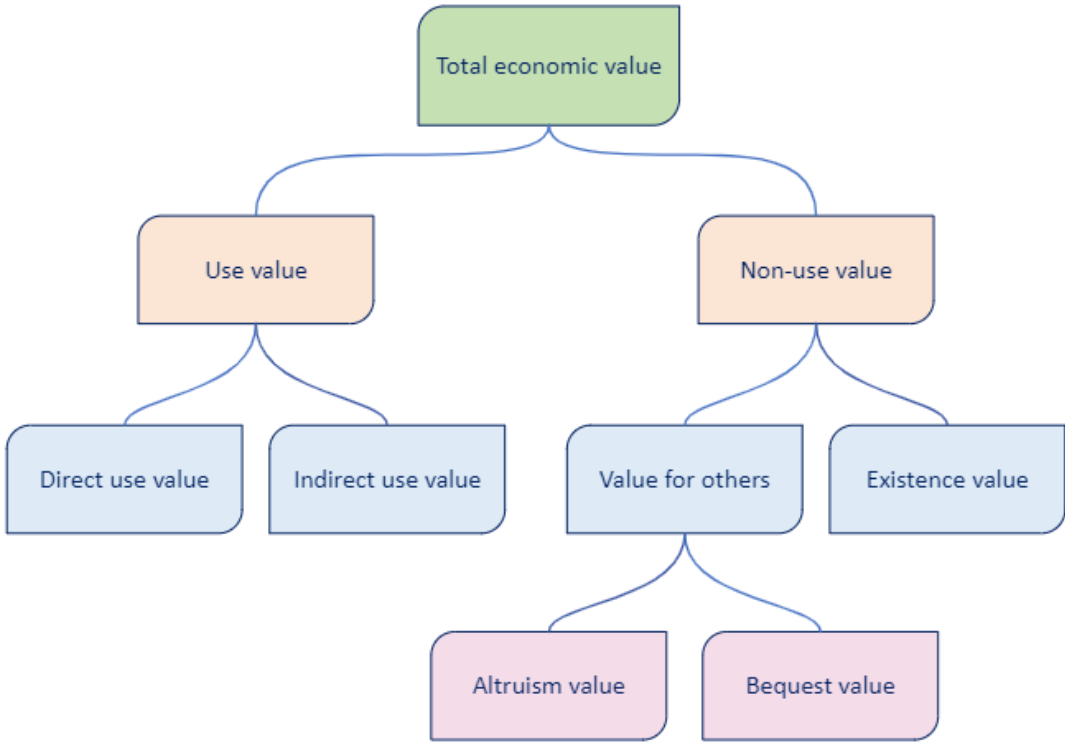 Total economic value
Use value
Non-use value
Direct use value
Indirect use value
Value for others
Existence value
Altruism value
Bequest value